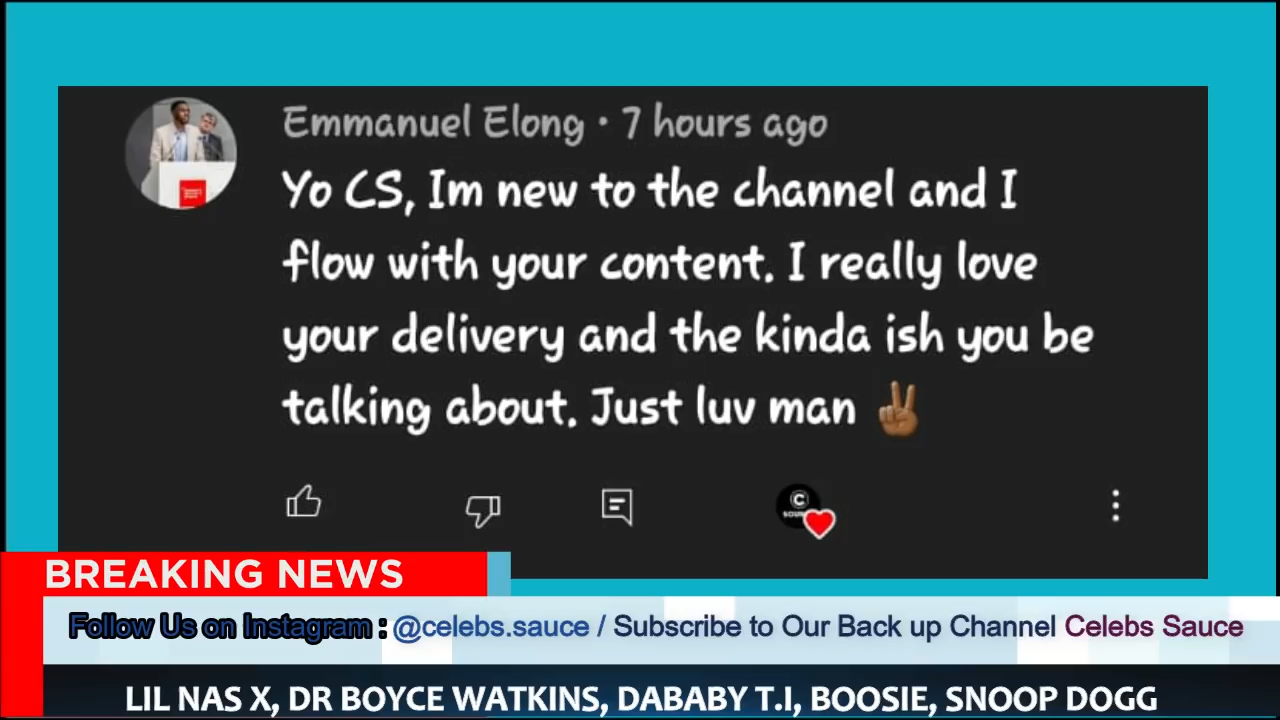 Emmanuel Elong · 7 hours ago
Yo CS, Im new to the channel and I
flow with your content. I really love
your delivery and the kinda ish you be
talking about. Just luv man ✌🏾
BREAKING NEWS
Follow Us on Instagram : @celebs.sauce / Subscribe to Our Back up Channel Celebs Sauce
LIL NAS X, DR BOYCE WATKINS, DABABY T.I, BOOSIE, SNOOP DOGG